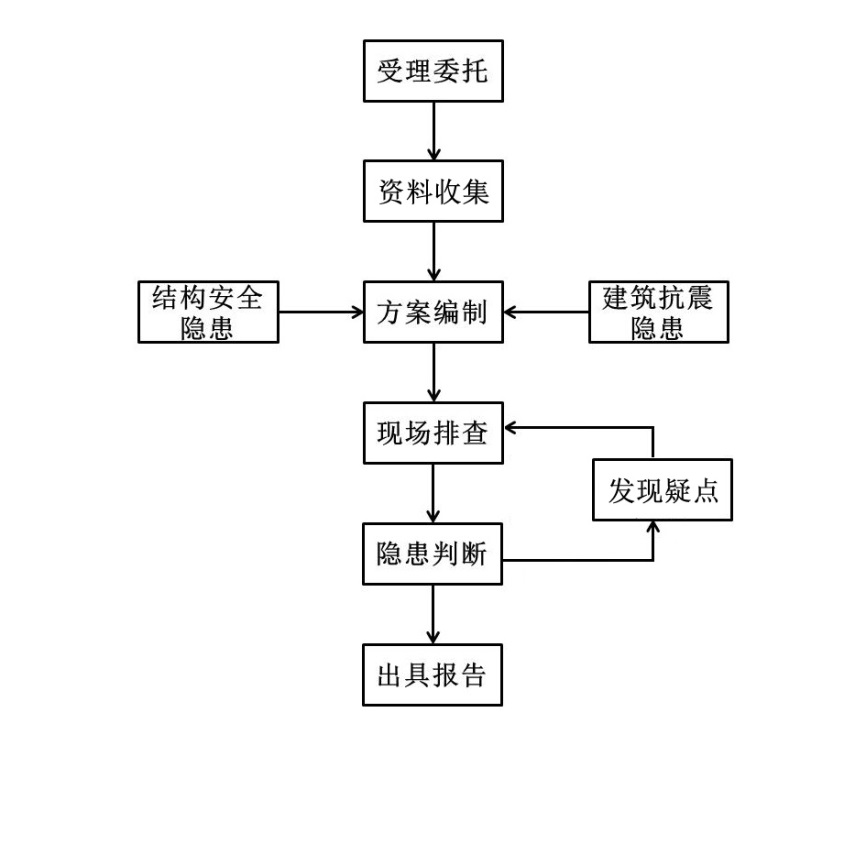 受理委托
资料收集
结构安全
隐患
方案编制
建筑抗震
隐患
现场排查
发现疑点
隐患判断
出具报告